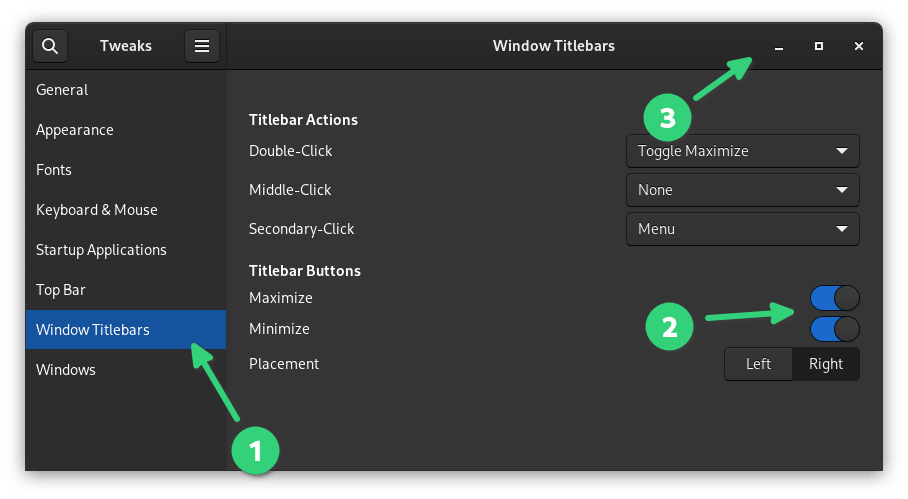 Tweaks
Window Titlebars
General
Appearance
Fonts
Keyboard & Mouse
Startup Applications
Top Bar
Window Titlebars
Windows
1
3
Titlebar Actions
Double-Click Toggle Maximize
Middle-Click None
Secondary-Click Menu
Titlebar Buttons
Maximize
Minimize
2
Placement Left Right